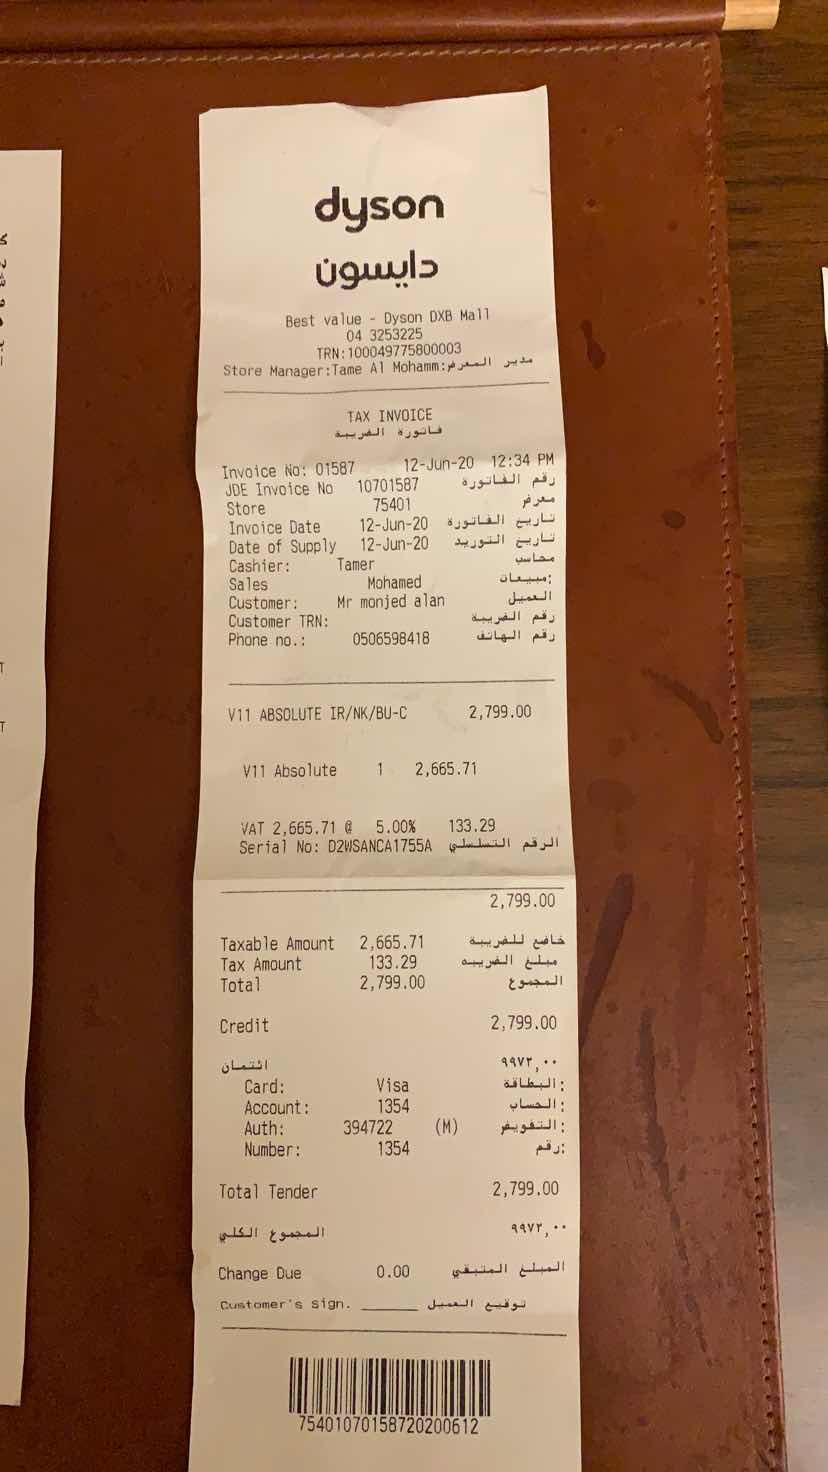 dyson
دايسون
Best value - Dyson DXB Mall
04 3253225
TRN:100049775800003
Store Manager:Tame Al Mohamm:مدير المعرض
TAX INVOICE
فاتورة الضريبة
Invoice No: 01587 12-Jun-20 12:34 PM
JDE Invoice No 10701587 رقم الفاتورة
Store 75401 معرض
Invoice Date 12-Jun-20 تاريخ الفاتورة
Date of Supply 12-Jun-20 تاريخ التوريد
Cashier: Tamer محاسب
Sales Mohamed مبيعات:
Customer: Mr monjed alan العميل
Customer TRN: رقم الضريبة
Phone no.: 0506598418 رقم الهاتف
V11 ABSOLUTE IR/NK/BU-C 2,799.00
V11 Absolute 1 2,665.71
VAT 2,665.71 @ 5.00% 133.29
Serial No: D2WSANCA1755A الرقم التسلسلي
2,799.00
Taxable Amount 2,665.71 خاضع للضريبة
Tax Amount 133.29 مبلغ الضريبه
Total 2,799.00 المجموع
Credit 2,799.00
ائتمان ٩٩٧٢,٠٠
Card: Visa البطاقة:
Account: 1354 الحساب:
Auth: 394722 (M) التفويض:
Number: 1354 رقم:
Total Tender 2,799.00
المجموع الكلي ٩٩٧٢,٠٠
Change Due 0.00 المبلغ المتبقي
Customer's sign. ______ توقيع العميل
75401070158720200612